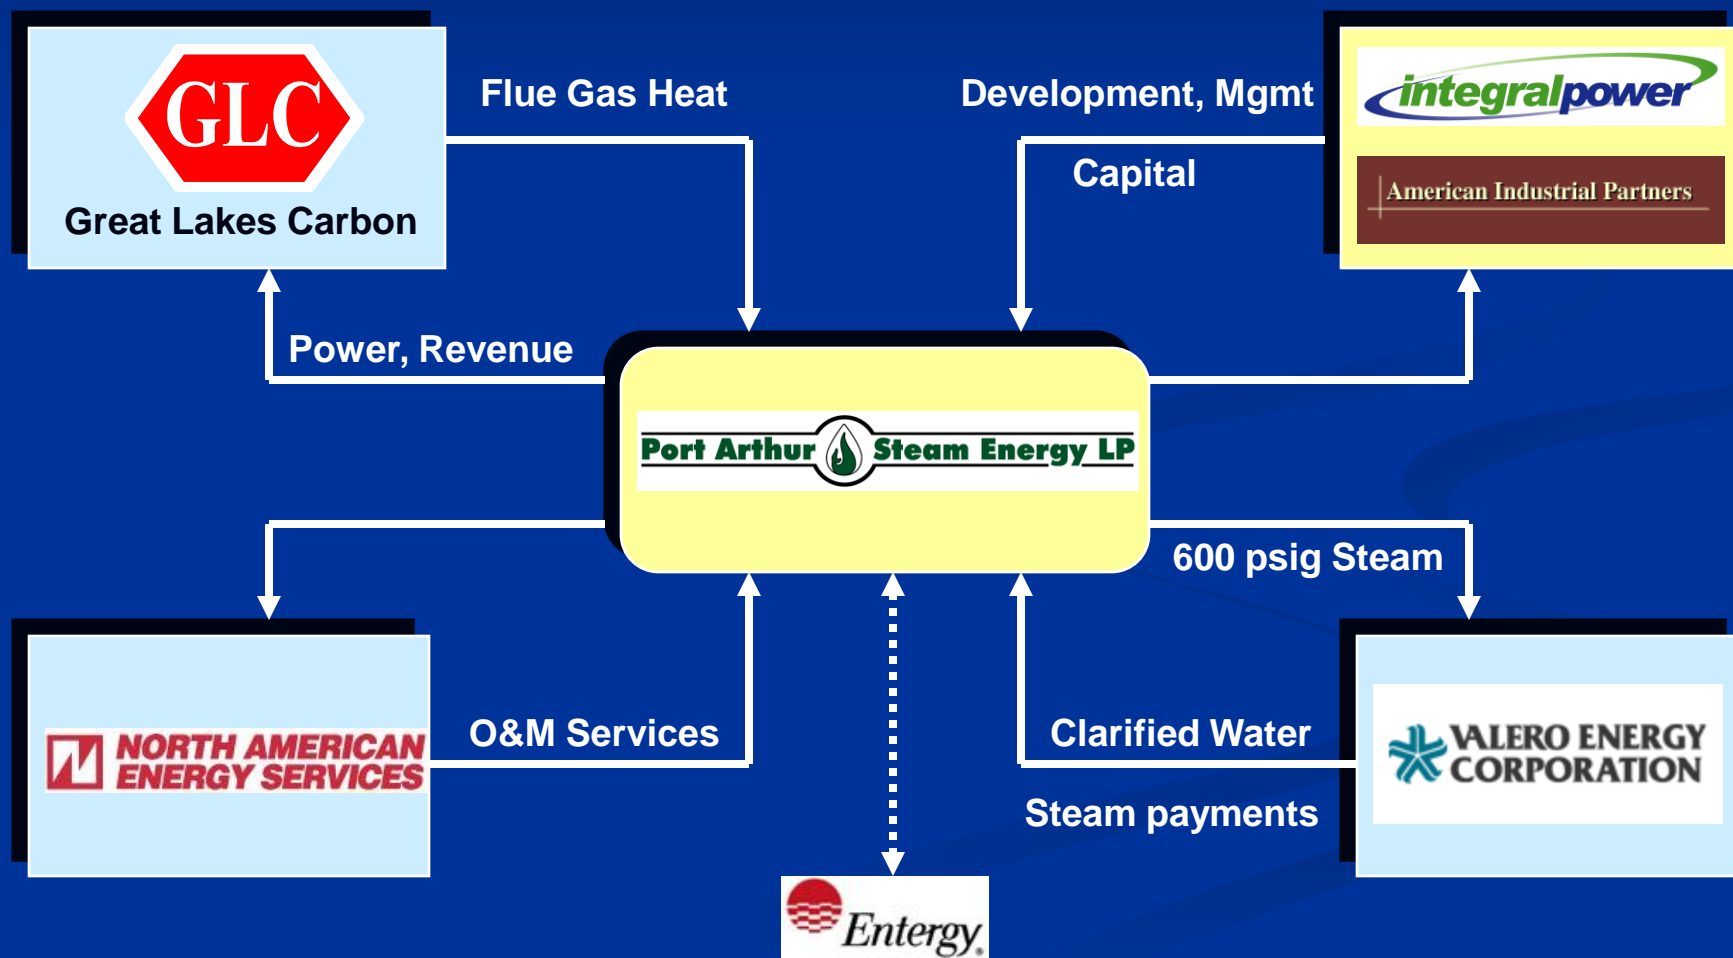 GLC
Great Lakes Carbon
Flue Gas Heat
Development, Mgmt
Capital
integralpower
American Industrial Partners
Power, Revenue
Port Arthur Steam Energy LP
600 psig Steam
NORTH AMERICAN
ENERGY SERVICES
O&M Services
Clarified Water
Steam payments
VALERO ENERGY
CORPORATION
Entergy